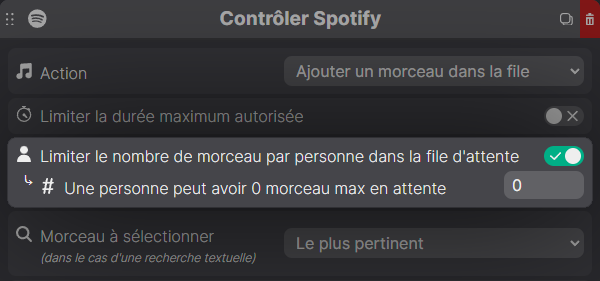 Contrôler Spotify
Action
Ajouter un morceau dans la file
Limiter la durée maximum autorisée
Limiter le nombre de morceau par personne dans la file d'attente
# Une personne peut avoir 0 morceau max en attente
0
Morceau à sélectionner
(dans le cas d'une recherche textuelle)
Le plus pertinent